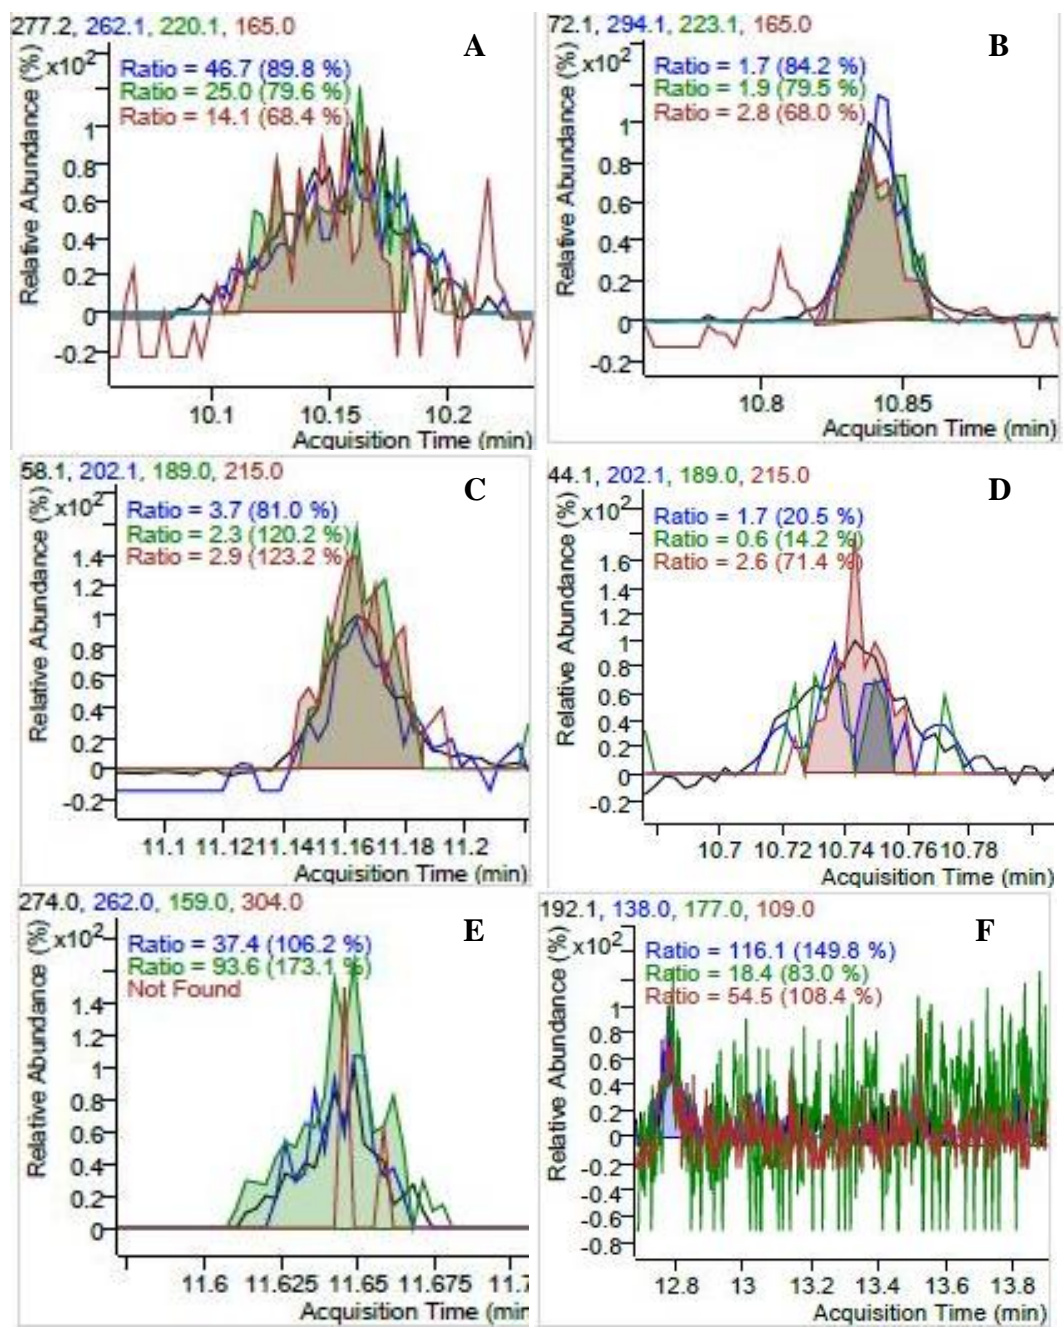 277.2, 262.1, 220.1, 165.0
A
x10²
Ratio = 46.7 (89.8 %)
Ratio = 25.0 (79.6 %)
Ratio = 14.1 (68.4 %)
Relative Abundance (%)
1
0.8
0.6
0.4
0.2
0
-0.2
10.1 10.15 10.2
Acquisition Time (min)
72.1, 294.1, 223.1, 165.0
B
x10²
Ratio = 1.7 (84.2 %)
Ratio = 1.9 (79.5 %)
Ratio = 2.8 (68.0 %)
Relative Abundance (%)
1
0.8
0.6
0.4
0.2
0
-0.2
10.8 10.85
Acquisition Time (min)
58.1, 202.1, 189.0, 215.0
C
x10²
Ratio = 3.7 (81.0 %)
Ratio = 2.3 (120.2 %)
Ratio = 2.9 (123.2 %)
Relative Abundance (%)
1.4
1.2
1
0.8
0.6
0.4
0.2
0
-0.2
11.1 11.12 11.14 11.16 11.18 11.2
Acquisition Time (min)
44.1, 202.1, 189.0, 215.0
D
x10²
Ratio = 1.7 (20.5 %)
Ratio = 0.6 (14.2 %)
Ratio = 2.6 (71.4 %)
Relative Abundance (%)
1.6
1.4
1.2
1
0.8
0.6
0.4
0.2
0
-0.2
10.7 10.72 10.74 10.76 10.78
Acquisition Time (min)
274.0, 262.0, 159.0, 304.0
E
x10²
Ratio = 37.4 (106.2 %)
Ratio = 93.6 (173.1 %)
Not Found
Relative Abundance (%)
1.4
1.2
1
0.8
0.6
0.4
0.2
0
11.6 11.625 11.65 11.675 11.7
Acquisition Time (min
192.1, 138.0, 177.0, 109.0
F
x10²
Ratio = 116.1 (149.8 %)
Ratio = 18.4 (83.0 %)
Ratio = 54.5 (108.4 %)
Relative Abundance (%)
0.8
0.6
0.4
0.2
0
-0.2
-0.4
-0.6
-0.8
12.8 13 13.2 13.4 13.6 13.8
Acquisition Time (min)